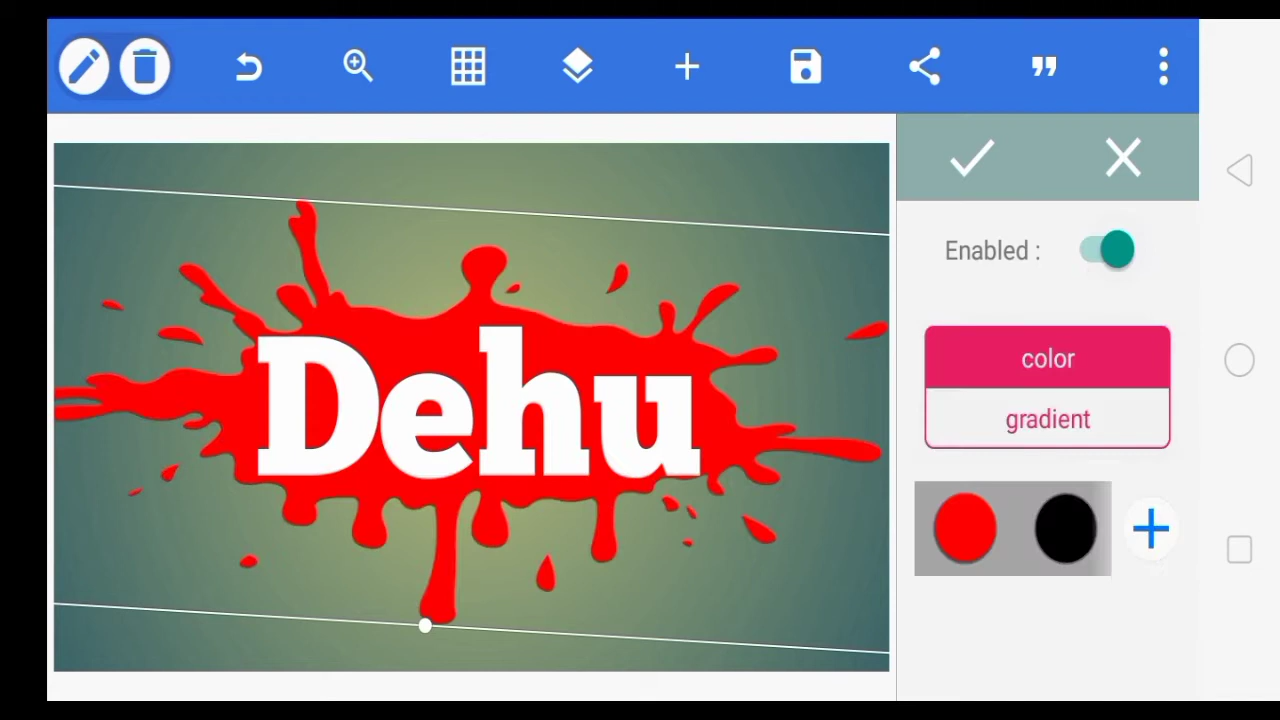 Dehu
Enabled :
color
gradient